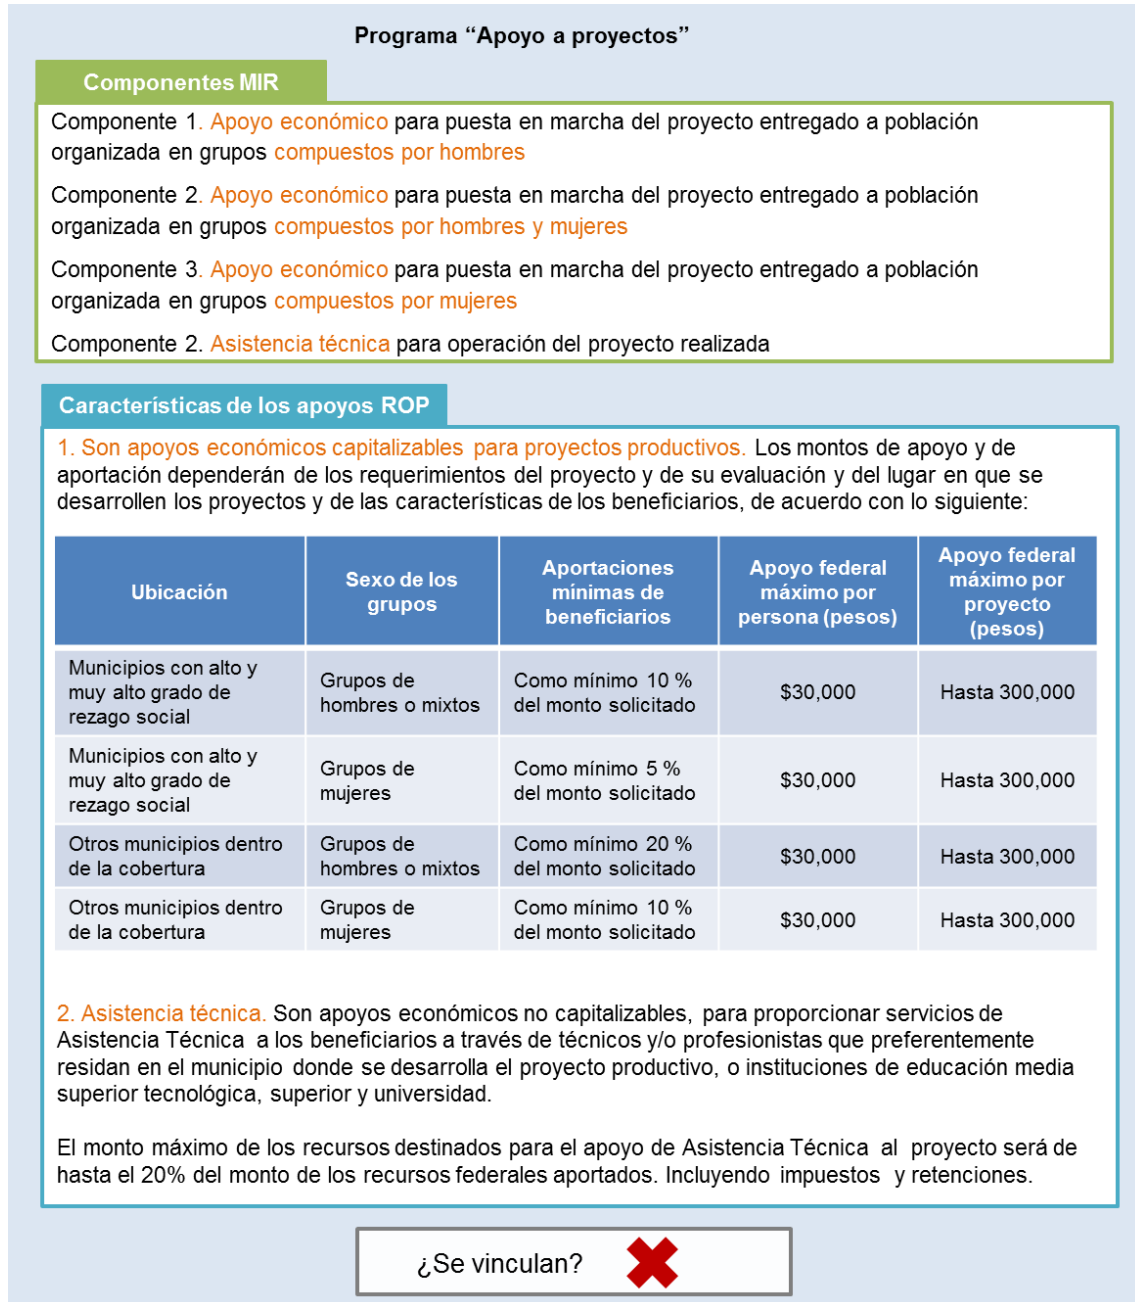 Programa “Apoyo a proyectos”
Componentes MIR
Componente 1. Apoyo económico para puesta en marcha del proyecto entregado a población
organizada en grupos compuestos por hombres
Componente 2. Apoyo económico para puesta en marcha del proyecto entregado a población
organizada en grupos compuestos por hombres y mujeres
Componente 3. Apoyo económico para puesta en marcha del proyecto entregado a población
organizada en grupos compuestos por mujeres
Componente 2. Asistencia técnica para operación del proyecto realizada
Características de los apoyos ROP
1. Son apoyos económicos capitalizables para proyectos productivos. Los montos de apoyo y de
aportación dependerán de los requerimientos del proyecto y de su evaluación y del lugar en que se
desarrollen los proyectos y de las características de los beneficiarios, de acuerdo con lo siguiente:
Ubicación
Sexo de los
grupos
Aportaciones
mínimas de
beneficiarios
Apoyo federal
máximo por
persona (pesos)
Apoyo federal
máximo por
proyecto
(pesos)
Municipios con alto y
muy alto grado de
rezago social
Grupos de
hombres o mixtos
Como mínimo 10 %
del monto solicitado
$30,000
Hasta 300,000
Municipios con alto y
muy alto grado de
rezago social
Grupos de
mujeres
Como mínimo 5 %
del monto solicitado
$30,000
Hasta 300,000
Otros municipios dentro
de la cobertura
Grupos de
hombres o mixtos
Como mínimo 20 %
del monto solicitado
$30,000
Hasta 300,000
Otros municipios dentro
de la cobertura
Grupos de
mujeres
Como mínimo 10 %
del monto solicitado
$30,000
Hasta 300,000
2. Asistencia técnica. Son apoyos económicos no capitalizables, para proporcionar servicios de
Asistencia Técnica a los beneficiarios a través de técnicos y/o profesionistas que preferentemente
residan en el municipio donde se desarrolla el proyecto productivo, o instituciones de educación media
superior tecnológica, superior y universidad.
El monto máximo de los recursos destinados para el apoyo de Asistencia Técnica al proyecto será de
hasta el 20% del monto de los recursos federales aportados. Incluyendo impuestos y retenciones.
¿Se vinculan?